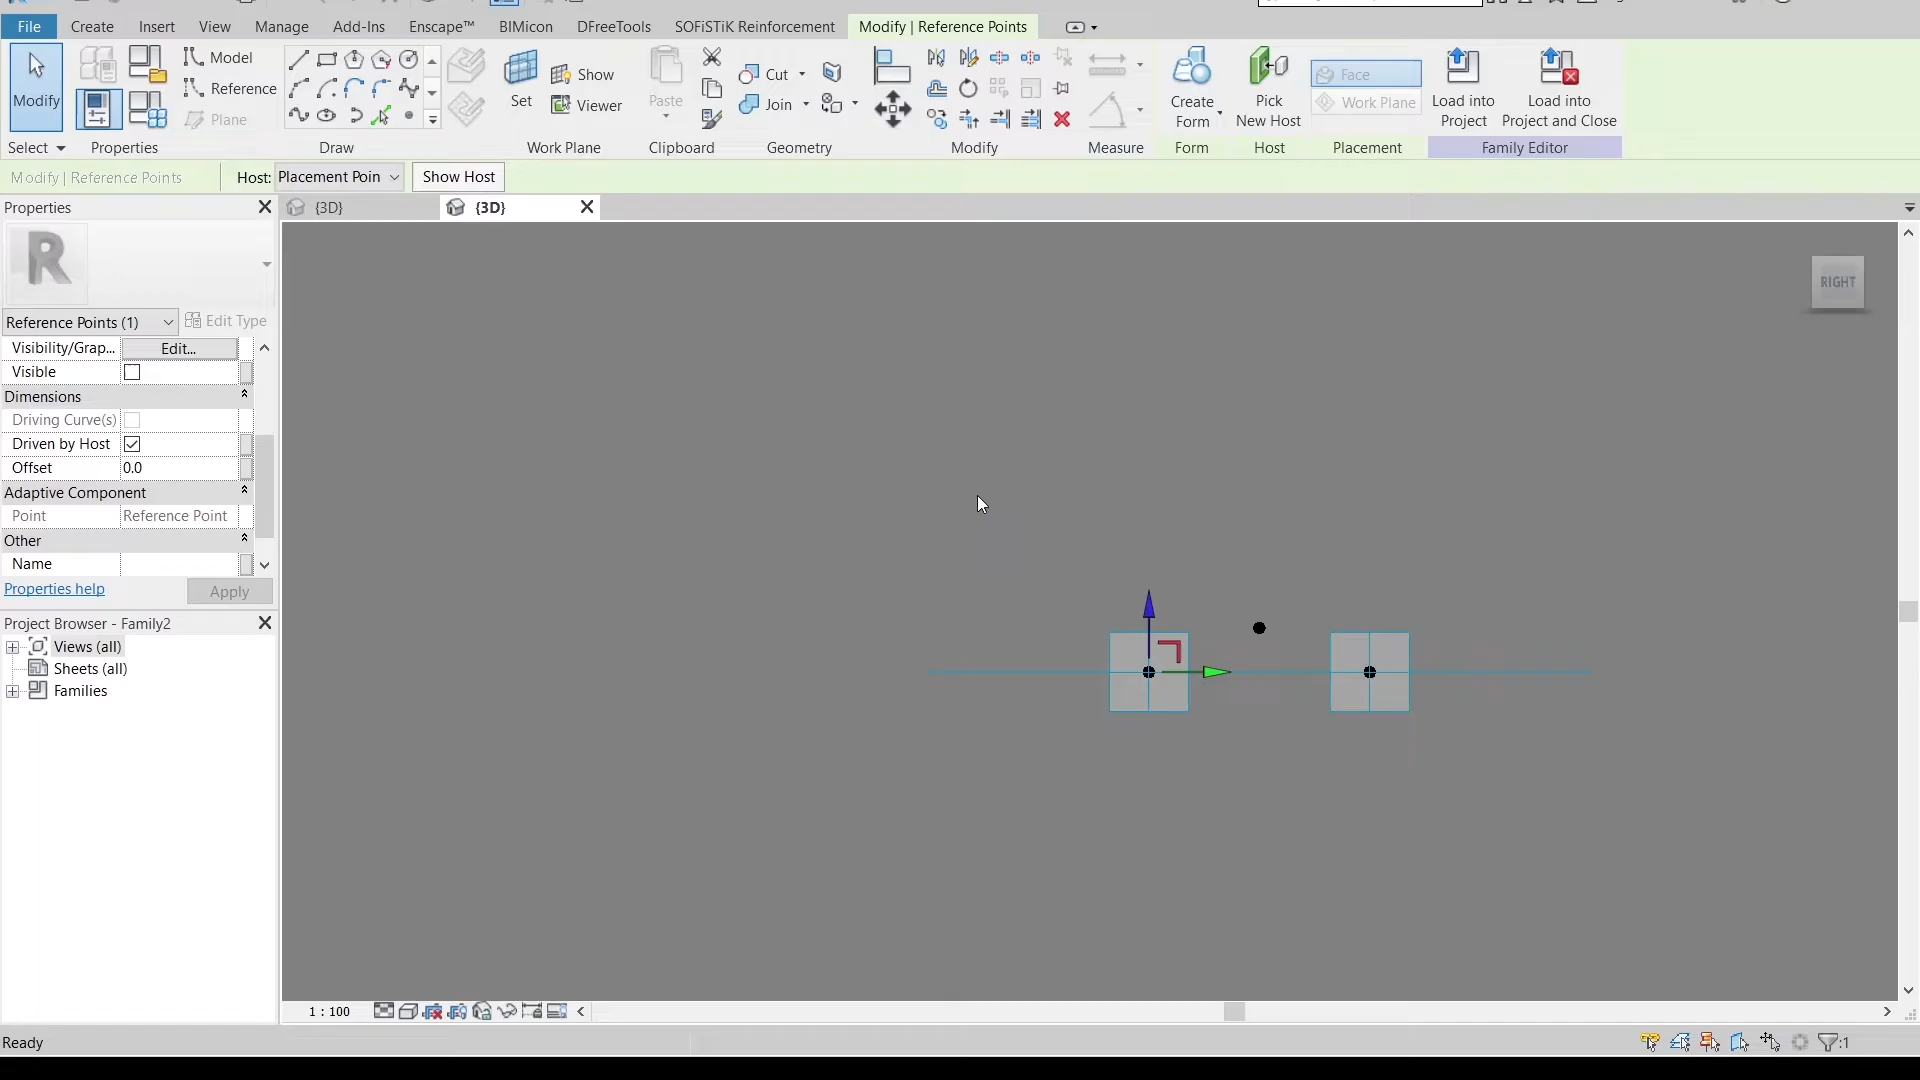 File Create Insert View Manage Add-Ins Enscape™ BIMicon DFreeTools SOFiSTiK Reinforcement Modify | Reference Points
Modify
Model
Reference
Plane
Set
Show
Viewer
Paste
Cut
Join
Create Form
Pick New Host
Face
Work Plane
Load into Project
Load into Project and Close
Select Properties Draw Work Plane Clipboard Geometry Modify Measure Form Host Placement Family Editor
Modify | Reference Points Host: Placement Poin Show Host
Properties
{3D} {3D}
R
Reference Points (1) Edit Type
Visibility/Grap... Edit...
Visible
Dimensions
Driving Curve(s)
Driven by Host
Offset 0.0
Adaptive Component
Point Reference Point
Other
Name
Properties help Apply
Project Browser - Family2
Views (all)
Sheets (all)
Families
RIGHT
1 : 100
Ready
:1